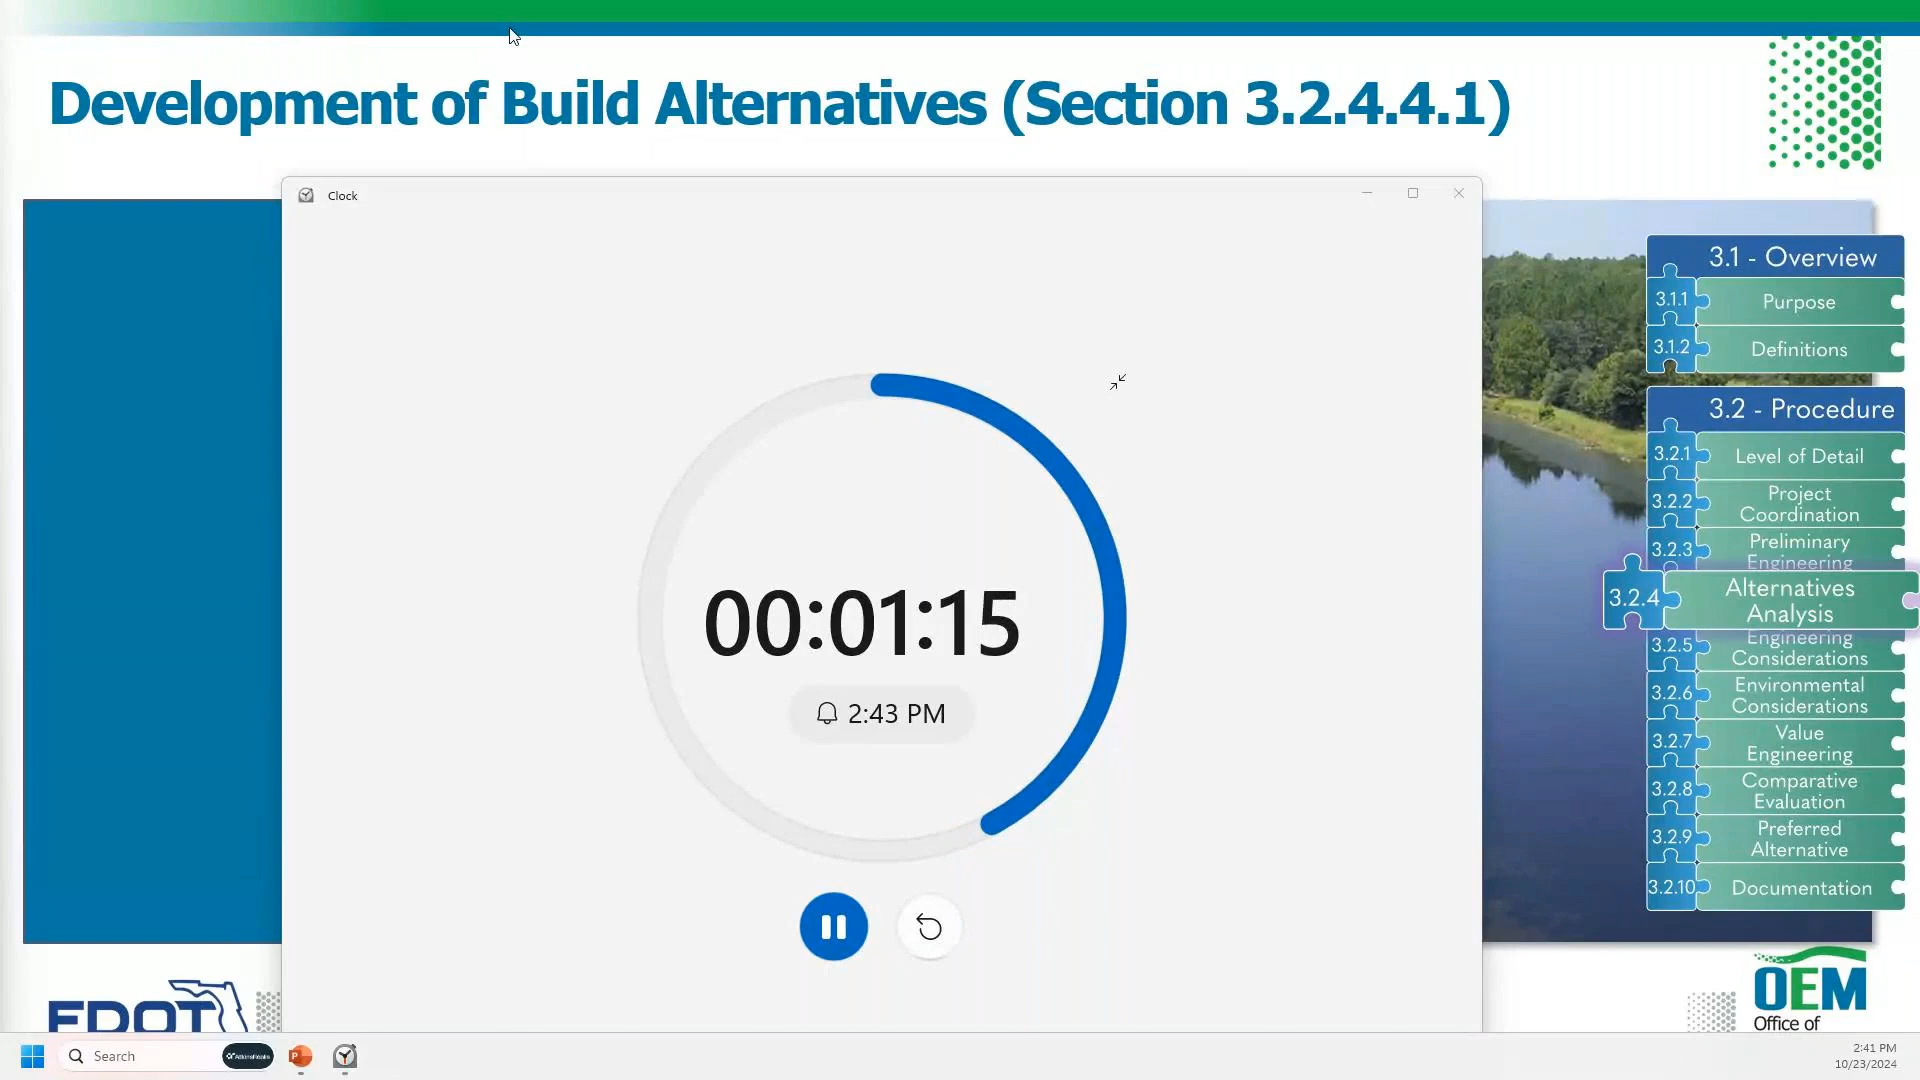 Development of Build Alternatives (Section 3.2.4.4.1)
Clock
00:01:15
2:43 PM
3.1 - Overview
3.1.1 Purpose
3.1.2 Definitions
3.2 - Procedure
3.2.1 Level of Detail
3.2.2 Project
Coordination
3.2.3 Preliminary
Engineering
3.2.4 Alternatives
Analysis
3.2.5 Engineering
Considerations
3.2.6 Environmental
Considerations
3.2.7 Value
Engineering
3.2.8 Comparative
Evaluation
3.2.9 Preferred
Alternative
3.2.10 Documentation
FDOT
OEM
Office of
Search
AtkinsRéalis
2:41 PM
10/23/2024